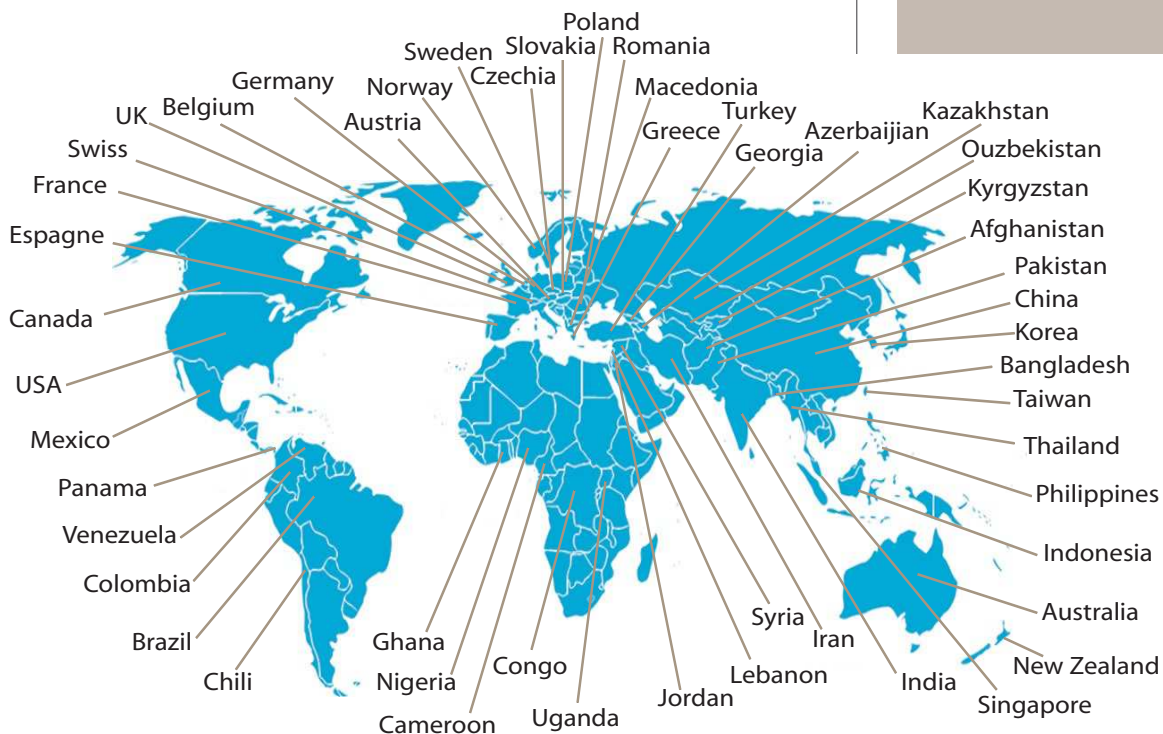 Poland
Slovakia
Romania
Sweden
Czechia
Germany
Norway
Macedonia
Belgium
UK
Austria
Turkey
Kazakhstan
Greece
Azerbaijian
Swiss
Georgia
Ouzbekistan
France
Kyrgyzstan
Espagne
Afghanistan
Pakistan
China
Canada
Korea
Bangladesh
USA
Taiwan
Mexico
Thailand
Panama
Philippines
Venezuela
Indonesia
Colombia
Australia
Syria
Brazil
Ghana
Iran
Congo
New Zealand
Chili
Nigeria
Lebanon
India
Jordan
Singapore
Uganda
Cameroon